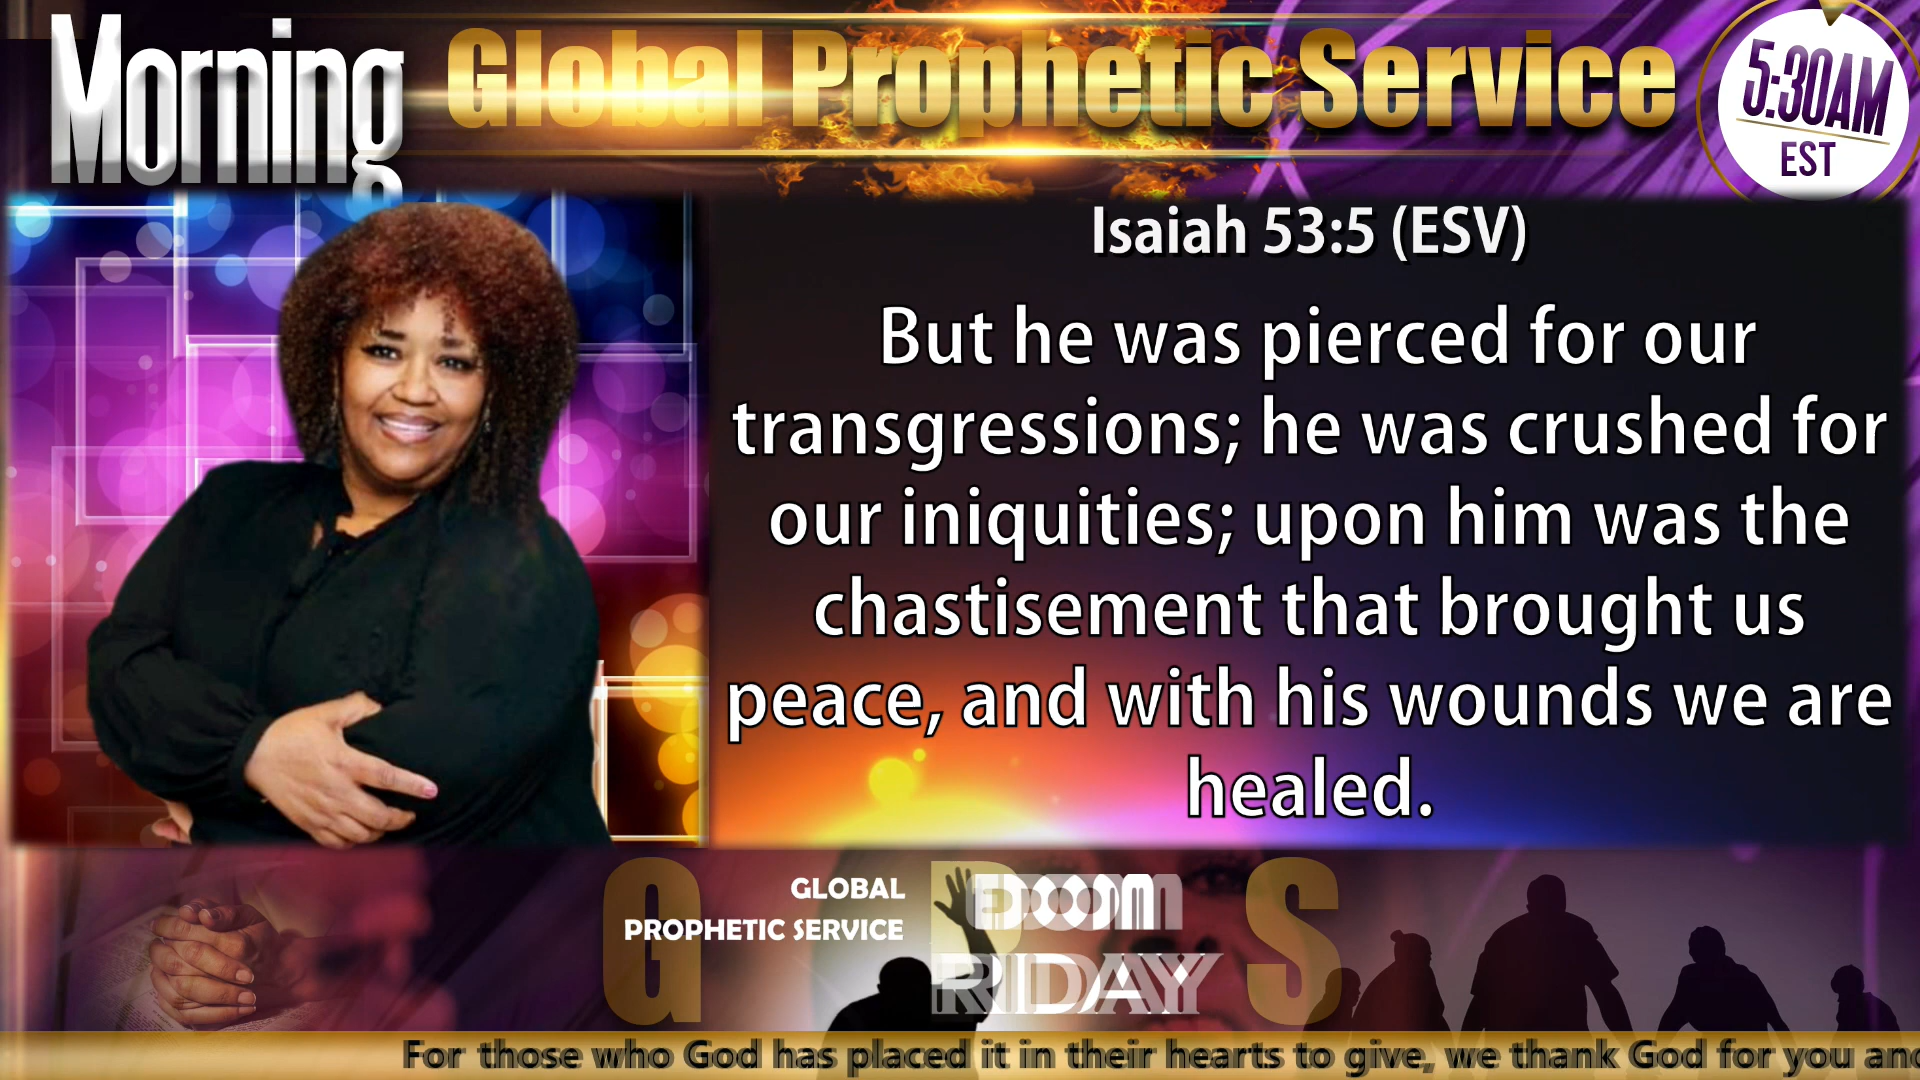 Morning
Global Prophetic Service
5:30AM
EST
Isaiah 53:5 (ESV)
But he was pierced for our
transgressions; he was crushed for
our iniquities; upon him was the
chastisement that brought us
peace, and with his wounds we are
healed.
G P S
GLOBAL
PROPHETIC SERVICE
For those who God has placed it in their hearts to give, we thank God for you and